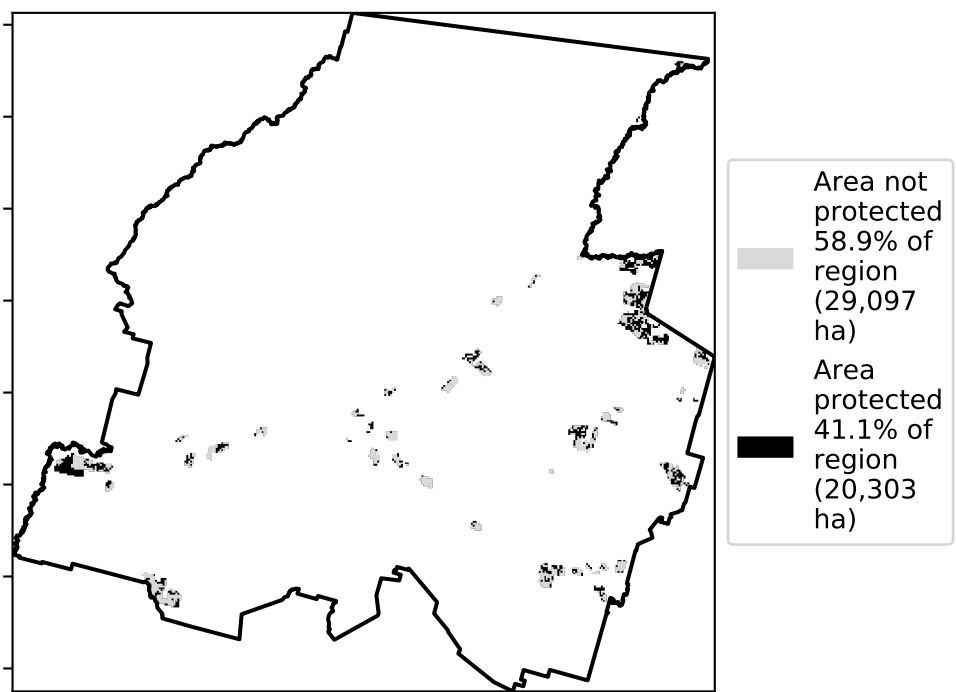 Area not
protected
58.9% of
region
(29,097
ha)
Area
protected
41.1% of
region
(20,303
ha)